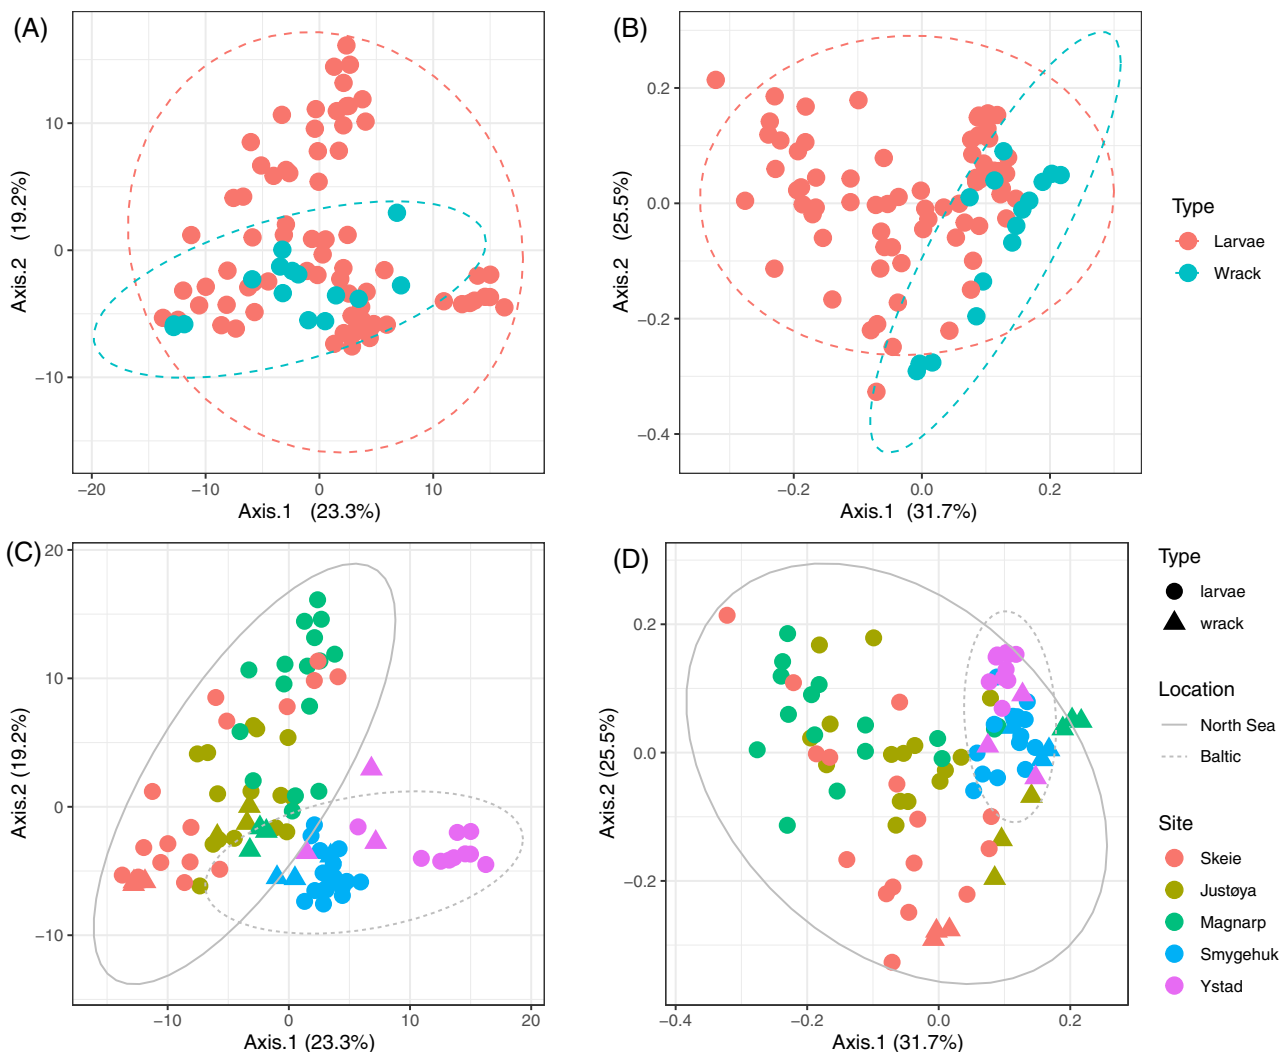 (A)
10
0
−10
−20
−10
0
10
Axis.2 (19.2%)
Axis.1 (23.3%)
(B)
0.2
0.0
−0.2
−0.4
−0.2
0.0
0.2
Axis.2 (25.5%)
Axis.1 (31.7%)
Type
Larvae
Wrack
(C)
20
10
0
−10
−10
0
10
20
Axis.2 (19.2%)
Axis.1 (23.3%)
(D)
0.2
0.0
−0.2
−0.4
−0.2
0.0
0.2
Axis.2 (25.5%)
Axis.1 (31.7%)
Type
larvae
wrack
Location
North Sea
Baltic
Site
Skeie
Justøya
Magnarp
Smygehuk
Ystad